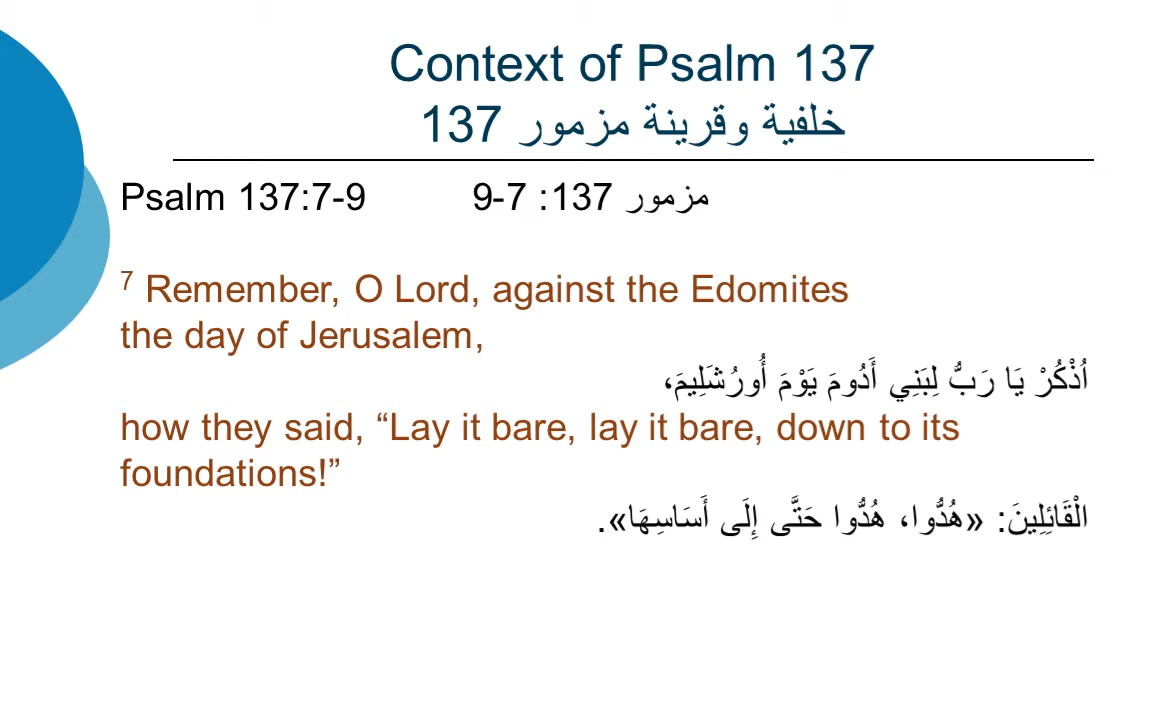 Context of Psalm 137
خلفية وقرينة مزمور 137
Psalm 137:7-9 مزمور 137: 7-9
⁷ Remember, O Lord, against the Edomites
the day of Jerusalem,
اُذْكُرْ يَا رَبُّ لِبَنِي أَدُومَ يَوْمَ أُورُشَلِيمَ،
how they said, “Lay it bare, lay it bare, down to its
foundations!”
الْقَائِلِينَ: «هُدُّوا، هُدُّوا حَتَّى إِلَى أَسَاسِهَا».